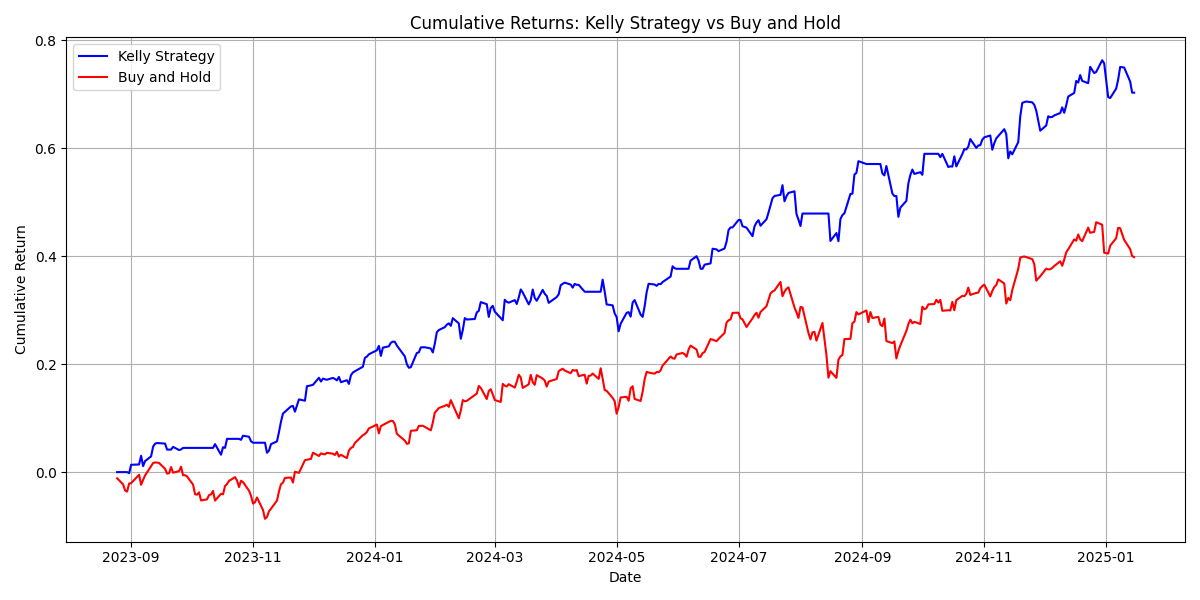 Cumulative Returns: Kelly Strategy vs Buy and Hold
Kelly Strategy
Buy and Hold
Cumulative Return
0.8
0.6
0.4
0.2
0.0
2023-09 2023-11 2024-01 2024-03 2024-05 2024-07 2024-09 2024-11 2025-01
Date